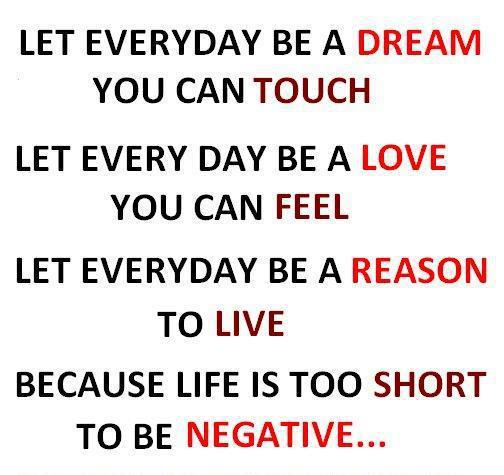 LET EVERYDAY BE A DREAM
YOU CAN TOUCH
LET EVERY DAY BE A LOVE
YOU CAN FEEL
LET EVERYDAY BE A REASON
TO LIVE
BECAUSE LIFE IS TOO SHORT
TO BE NEGATIVE...